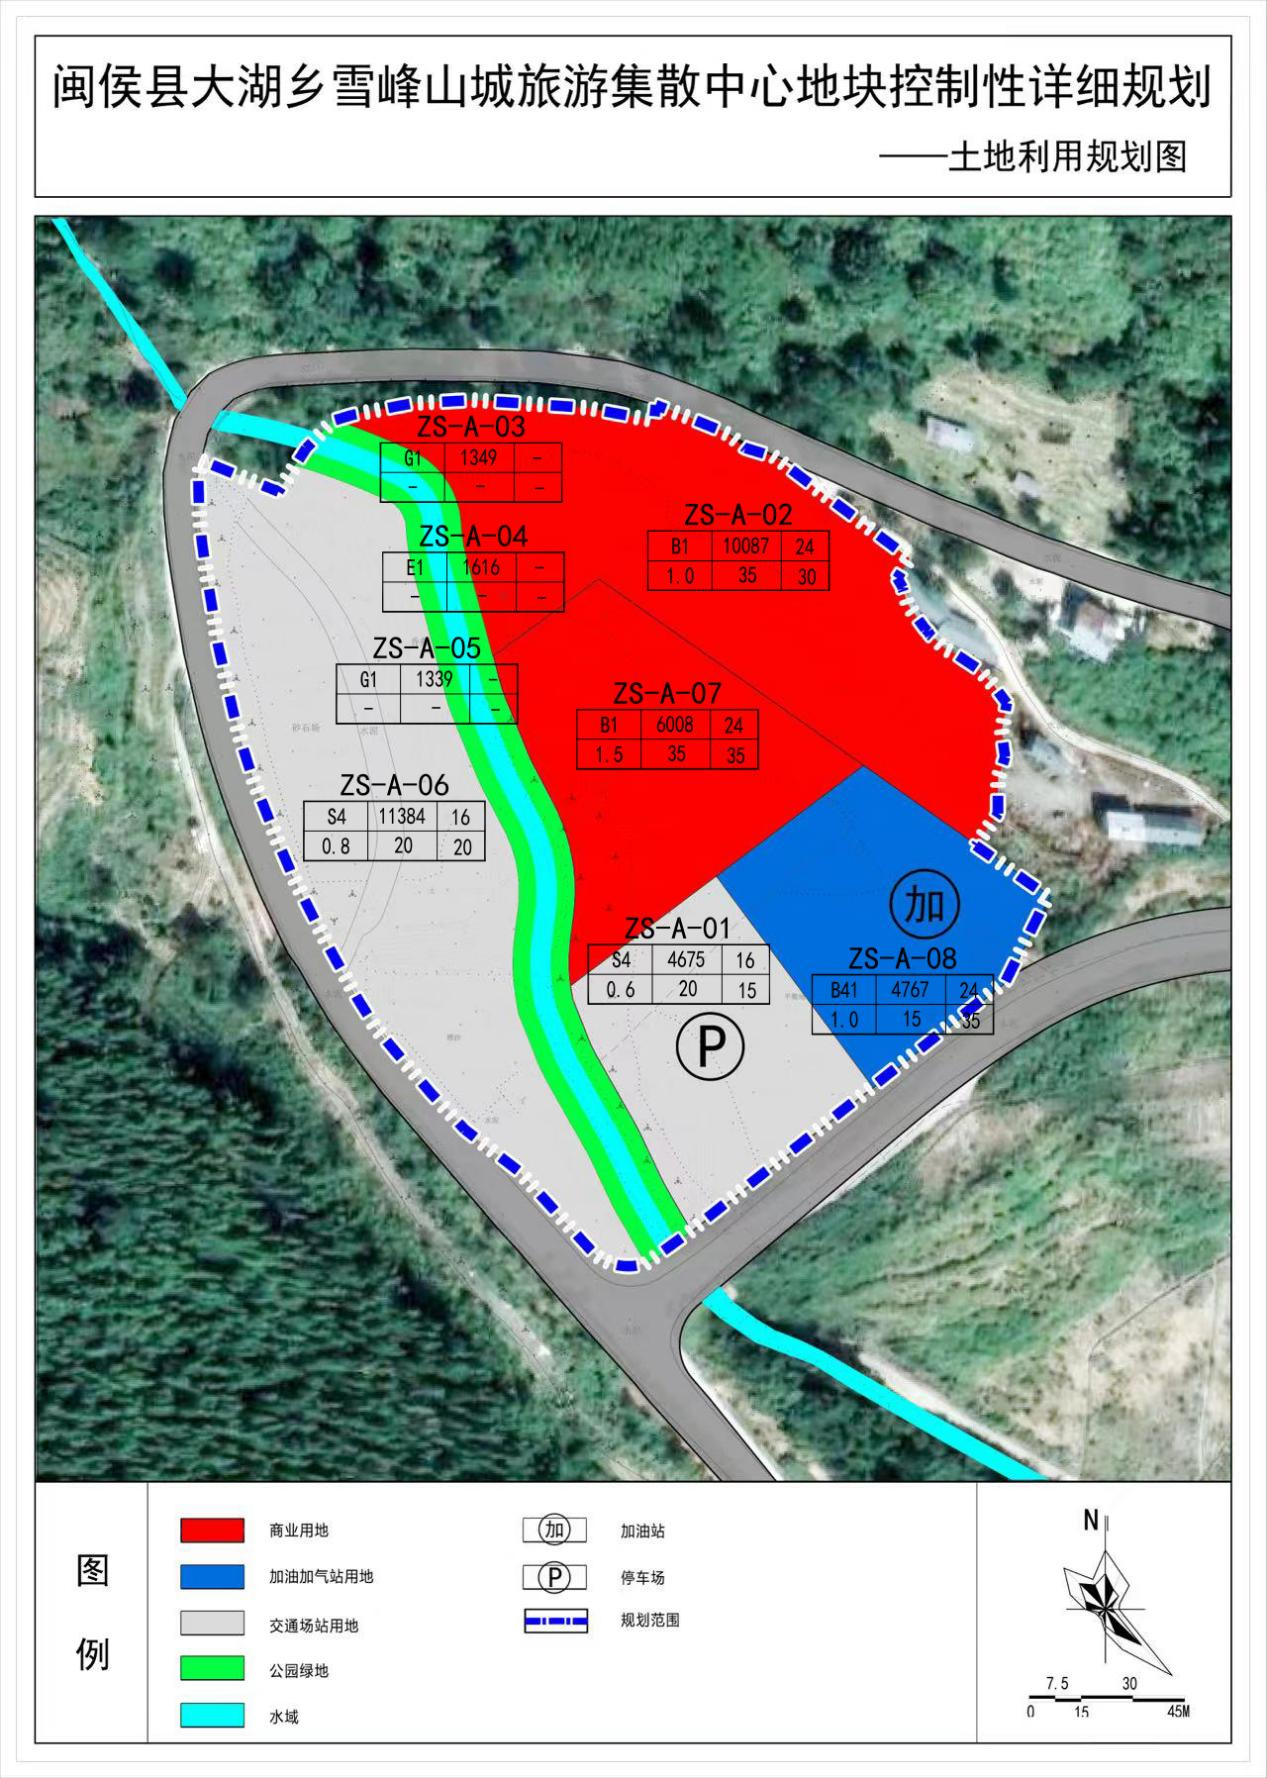 闽侯县大湖乡雪峰山城旅游集散中心地块控制性详细规划
——土地利用规划图
ZS-A-03
G1 1349 -
- - -
ZS-A-02
B1 10087 24
1.0 35 30
ZS-A-04
E1 1616 -
- - -
ZS-A-05
G1 1339 -
- - -
ZS-A-07
B1 6008 24
1.5 35 35
砂石场
水泥
ZS-A-06
S4 11384 16
0.8 20 20
加
ZS-A-01
S4 4675 16
0.6 20 15
ZS-A-08
B41 4767 24
1.0 15 35
P
图例
商业用地
加油加气站用地
交通场站用地
公园绿地
水域
加 加油站
P 停车场
规划范围
N
7.5 30
0 15 45M